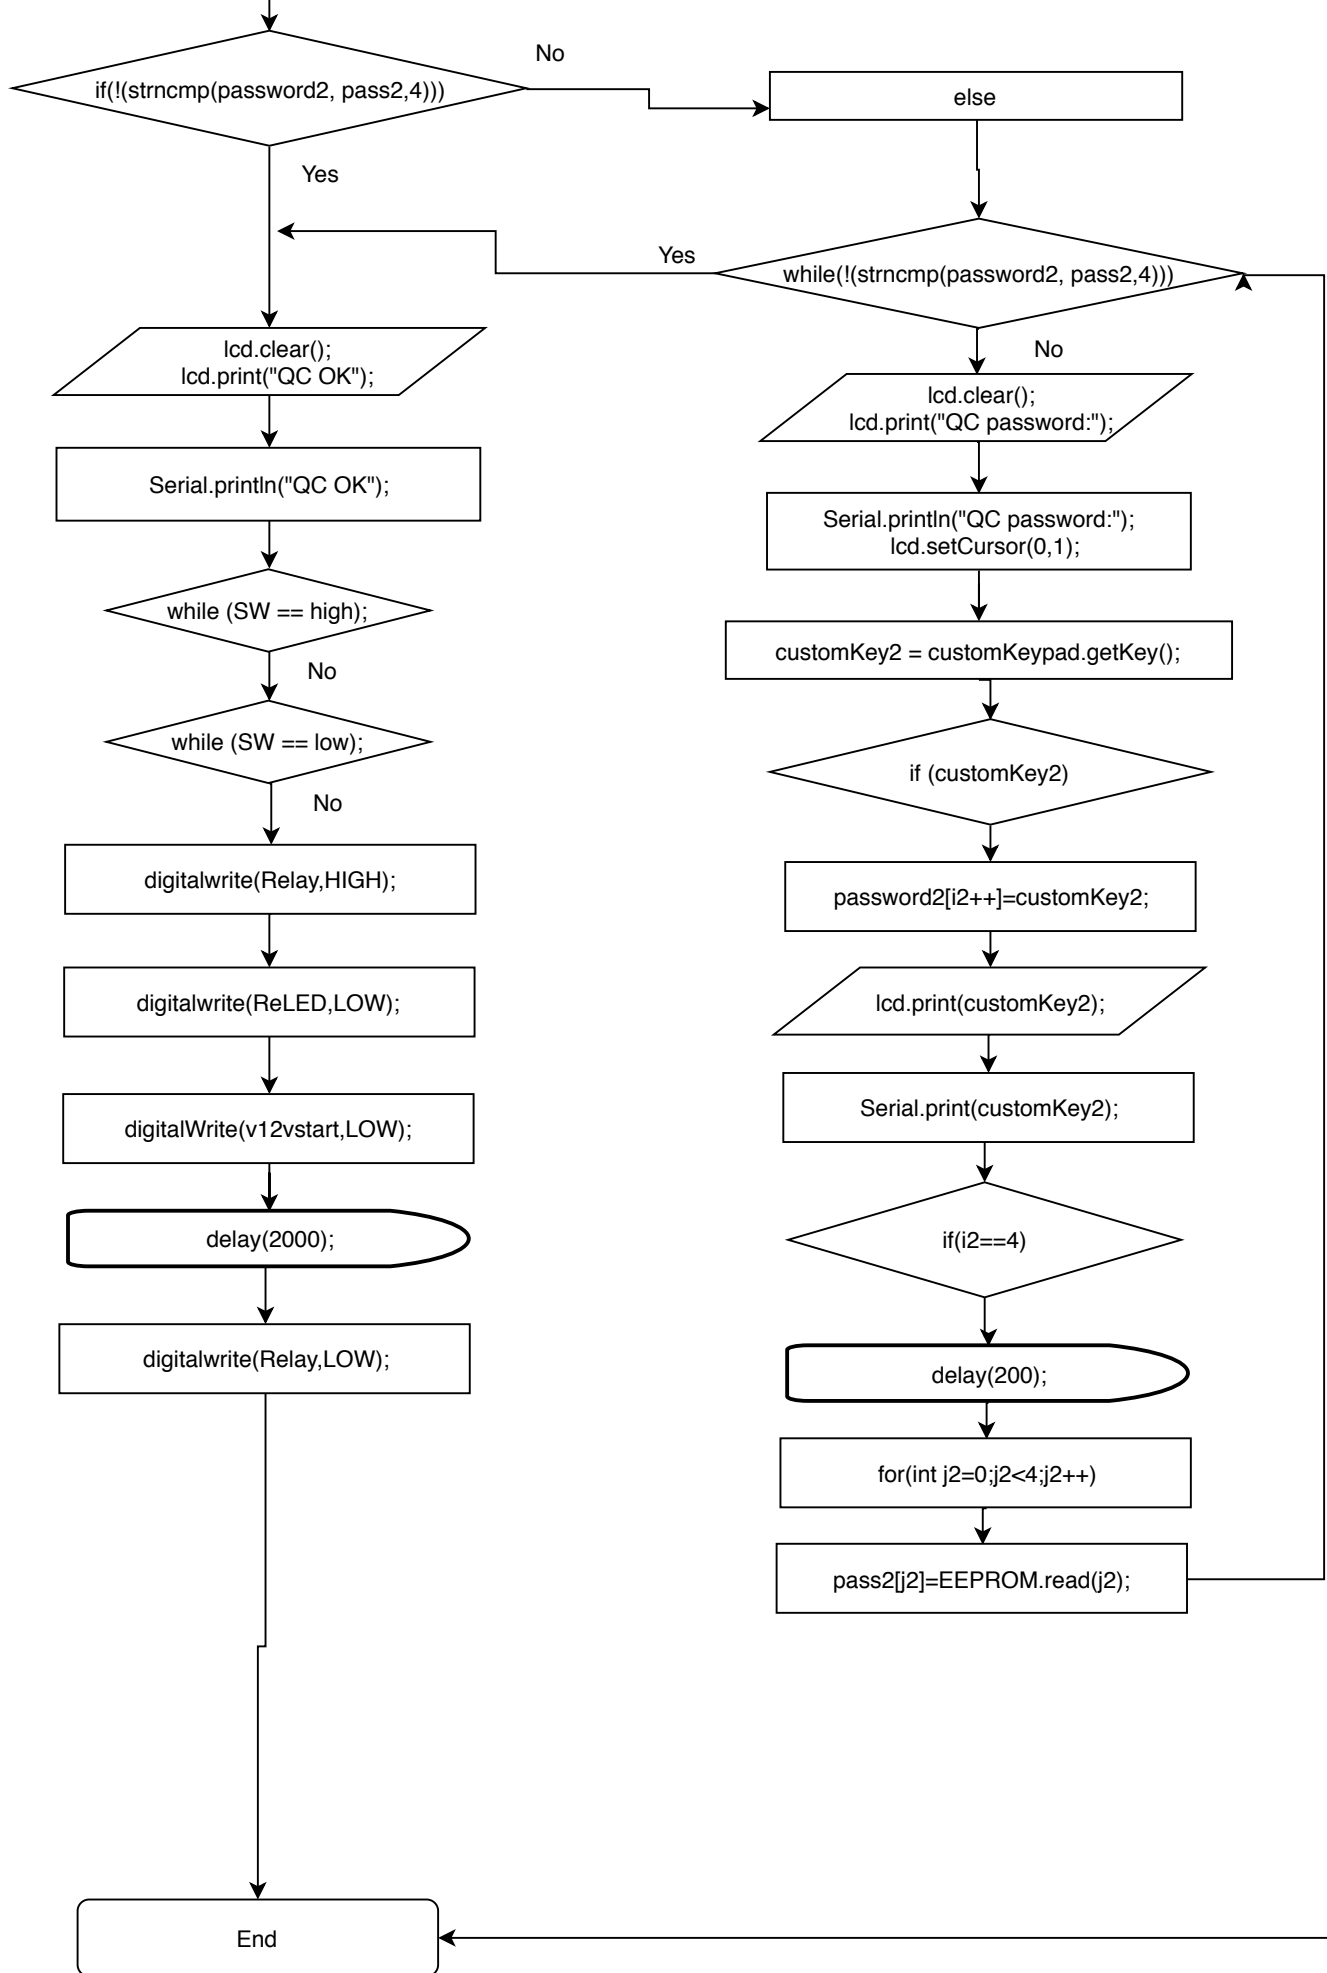 if(!(strncmp(password2, pass2,4)))
No
else
Yes
Yes
while(!(strncmp(password2, pass2,4)))
No
lcd.clear();
lcd.print("QC OK");
Serial.println("QC OK");
while (SW == high);
No
while (SW == low);
No
digitalwrite(Relay,HIGH);
digitalwrite(ReLED,LOW);
digitalWrite(v12vstart,LOW);
delay(2000);
digitalwrite(Relay,LOW);
lcd.clear();
lcd.print("QC password:");
Serial.println("QC password:");
lcd.setCursor(0,1);
customKey2 = customKeypad.getKey();
if (customKey2)
password2[i2++]=customKey2;
lcd.print(customKey2);
Serial.print(customKey2);
if(i2==4)
delay(200);
for(int j2=0;j2<4;j2++)
pass2[j2]=EEPROM.read(j2);
End